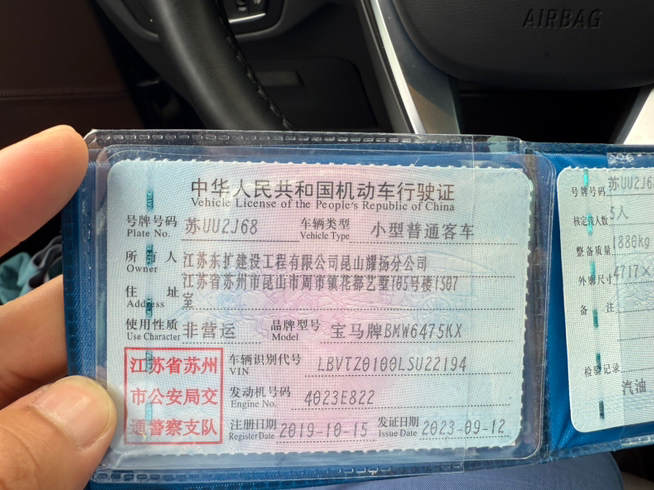 AIRBAG
中华人民共和国机动车行驶证
Vehicle License of the People's Republic of China
号牌号码 苏UU2J68 车辆类型 小型普通客车
Plate No. Vehicle Type
所有人 江苏东扩建设工程有限公司昆山耀扬分公司
Owner
住址 江苏省苏州市昆山市周市镇花都艺墅105号楼1507
Address 室
使用性质 非营运 品牌型号 宝马牌BMW6475KX
Use Character Model
江苏省苏州
市公安局交
通警察支队
车辆识别代号 LBVTZ0100LSU22194
VIN
发动机号码 4023E822
Engine No.
注册日期 2019-10-15 发证日期 2023-09-12
Register Date Issue Date
号牌号码 苏UU2J6
核定载人数 5人
整备质量 1880kg
外廓尺寸 4717×
备注
检验记录
汽油